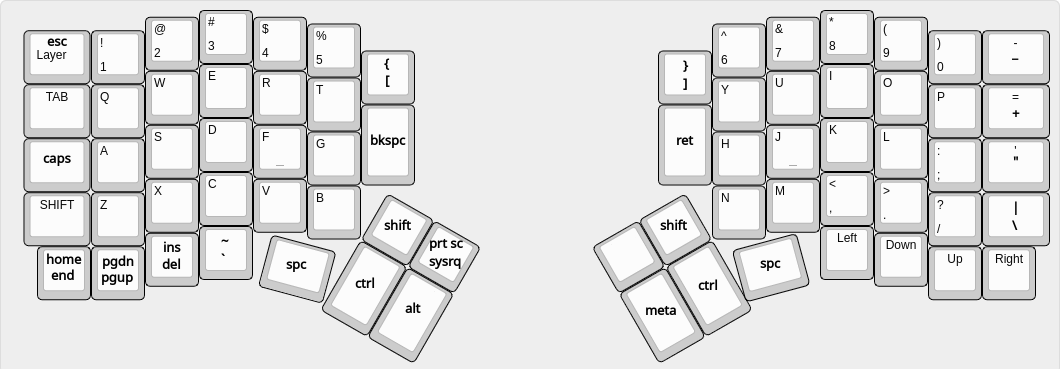 esc
Layer
!
1
@
2
#
3
$
4
%
5
{
[
}
]
^
6
&
7
*
8
(
9
)
0
-
–
TAB
Q
W
E
R
T
bkspc
ret
Y
U
I
O
P
=
+
caps
A
S
D
F
_
G
H
J
_
K
L
:
;
'
"
SHIFT
Z
X
C
V
B
N
M
<
,
>
.
?
/
|
\
home
end
pgdn
pgup
ins
del
~
`
spc
shift
prt sc
sysrq
ctrl
alt
shift
meta
ctrl
spc
Left
Down
Up
Right